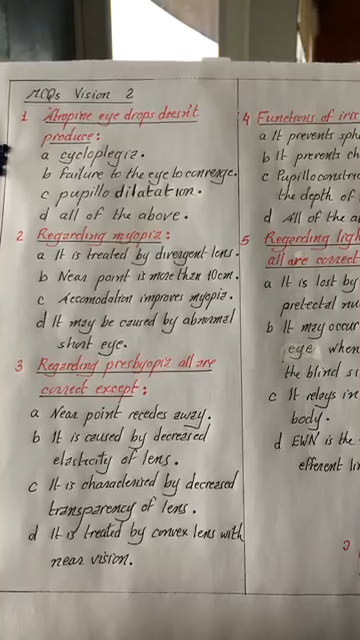 MCQs Vision 2
1 Atropine eye drops doesn't
produce:
a cycloplegia.
b Failure to the eye to converge.
c pupillo dilatation.
d all of the above.
2 Regarding myopia:
a It is treated by divergent lens.
b Near point is more than 10cm.
c Accomodation improves myopia.
d It may be caused by abnormal
short eye.
3 Regarding presbyopia all are
correct except:
a Near point recedes away.
b It is caused by decreased
elasticity of lens.
c It is characterised by decreased
transparency of lens.
d It is treated by convex lens with
near vision.
4 Functions of iris
a It prevents sph
b It prevents ch
c Pupilloconstric
the depth of
d All of the a
5 Regerding ligh
all are correct
a It is lost by
pretectal nu
b It may occur
eye when
the blind si
c It relays in
body.
d EWN is the
efferent li